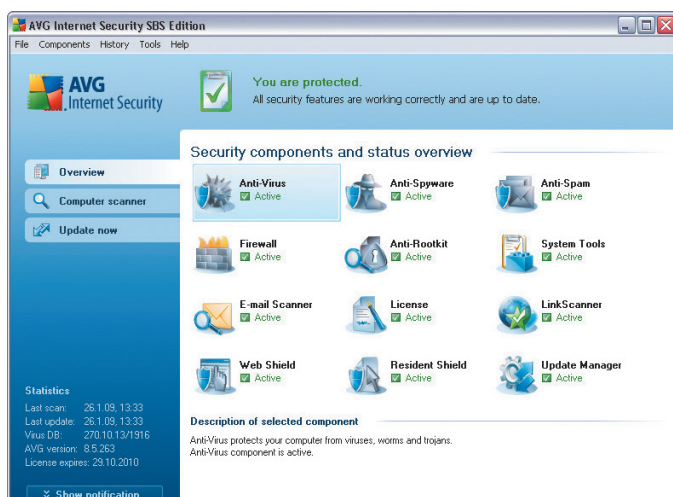 AVG Internet Security SBS Edition
File Components History Tools Help
AVG
Internet Security
You are protected.
All security features are working correctly and are up to date.
Overview
Computer scanner
Update now
Security components and status overview
Anti-Virus
Active
Anti-Spyware
Active
Anti-Spam
Active
Firewall
Active
Anti-Rootkit
Active
System Tools
Active
E-mail Scanner
Active
License
Active
LinkScanner
Active
Web Shield
Active
Resident Shield
Active
Update Manager
Active
Description of selected component
Anti-Virus protects your computer from viruses, worms and trojans.
Anti-Virus component is active.
Statistics
Last scan: 26.1.09, 13:33
Last update: 26.1.09, 13:33
Virus DB: 270.10.13/1916
AVG version: 8.5.263
License expires: 29.10.2010
Show notification